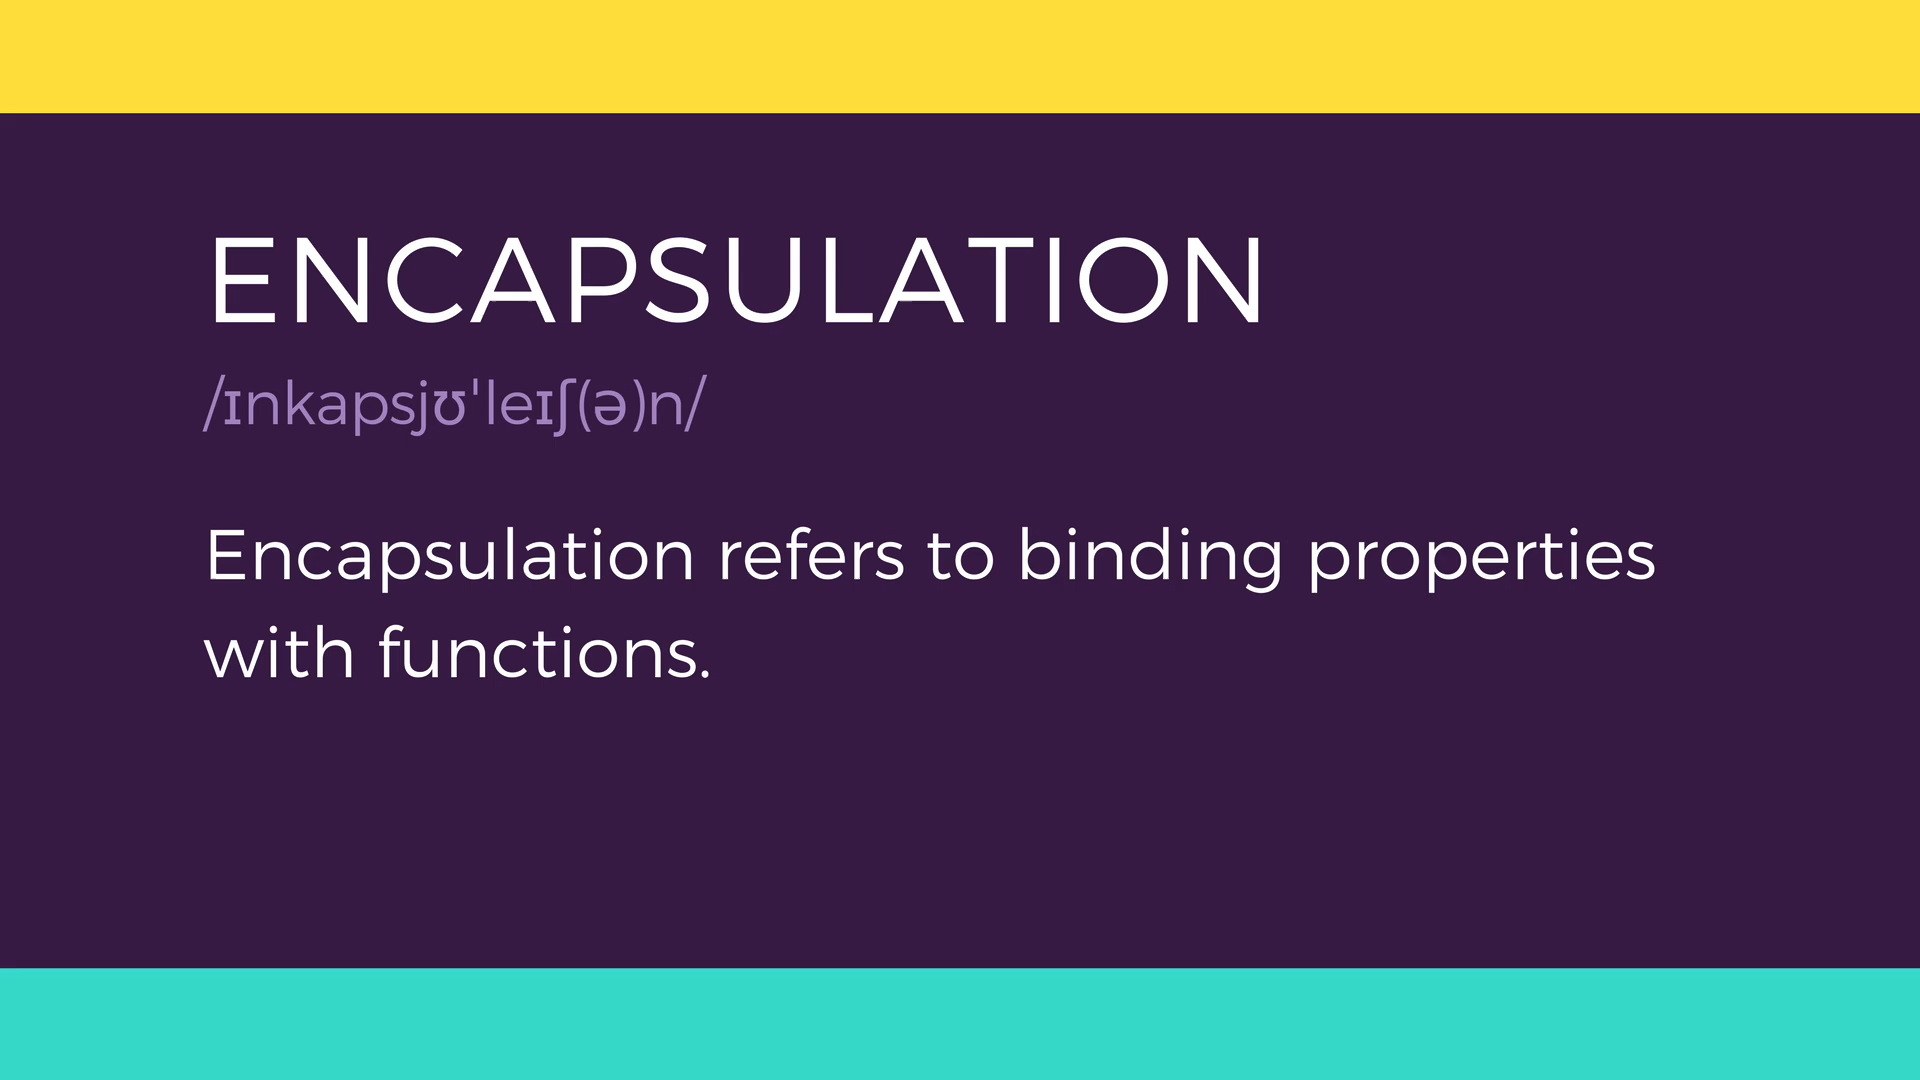 ENCAPSULATION
/ɪnkapsjʊˈleɪʃ(ə)n/
Encapsulation refers to binding properties
with functions.